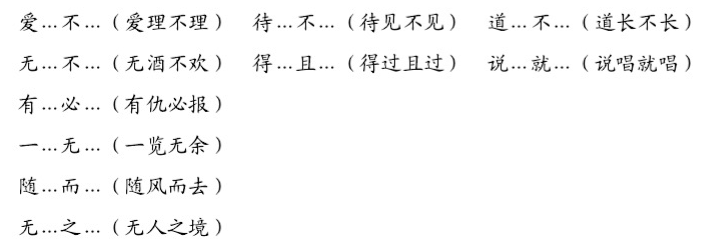 爱…不…（爱理不理） 待…不…（待见不见） 道…不…（道长不长）
无…不…（无酒不欢） 得…且…（得过且过） 说…就…（说唱就唱）
有…必…（有仇必报）
一…无…（一览无余）
随…而…（随风而去）
无…之…（无人之境）